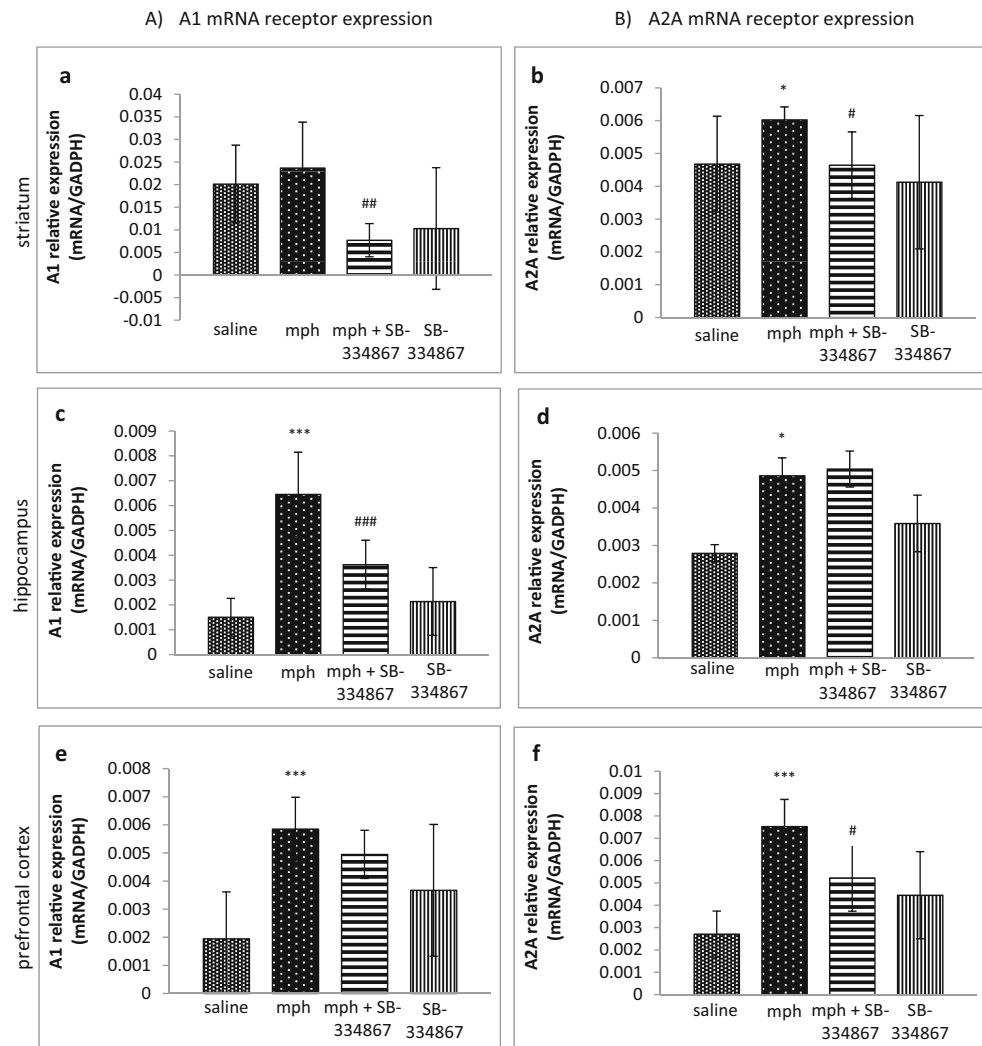 A) A1 mRNA receptor expression
B) A2A mRNA receptor expression
striatum
a
A1 relative expression
(mRNA/GADPH)
0.04
0.035
0.03
0.025
0.02
0.015
0.01
0.005
0
-0.005
-0.01
##
saline
mph
mph + SB-
334867
SB-
334867
b
A2A relative expression
(mRNA/GADPH)
0.007
0.006
0.005
0.004
0.003
0.002
0.001
0
*
#
saline
mph
mph + SB-
334867
SB-
334867
hippocampus
c
A1 relative expression
(mRNA/GADPH)
0.009
0.008
0.007
0.006
0.005
0.004
0.003
0.002
0.001
0
***
###
saline
mph
mph + SB-
334867
SB-
334867
d
A2A relative expression
(mRNA/GADPH)
0.006
0.005
0.004
0.003
0.002
0.001
0
*
saline
mph
mph + SB-
334867
SB-
334867
prefrontal cortex
e
A1 relative expression
(mRNA/GADPH)
0.008
0.007
0.006
0.005
0.004
0.003
0.002
0.001
0
***
saline
mph
mph + SB-
334867
SB-
334867
f
A2A relative expression
(mRNA/GADPH)
0.01
0.009
0.008
0.007
0.006
0.005
0.004
0.003
0.002
0.001
0
***
#
saline
mph
mph + SB-
334867
SB-
334867